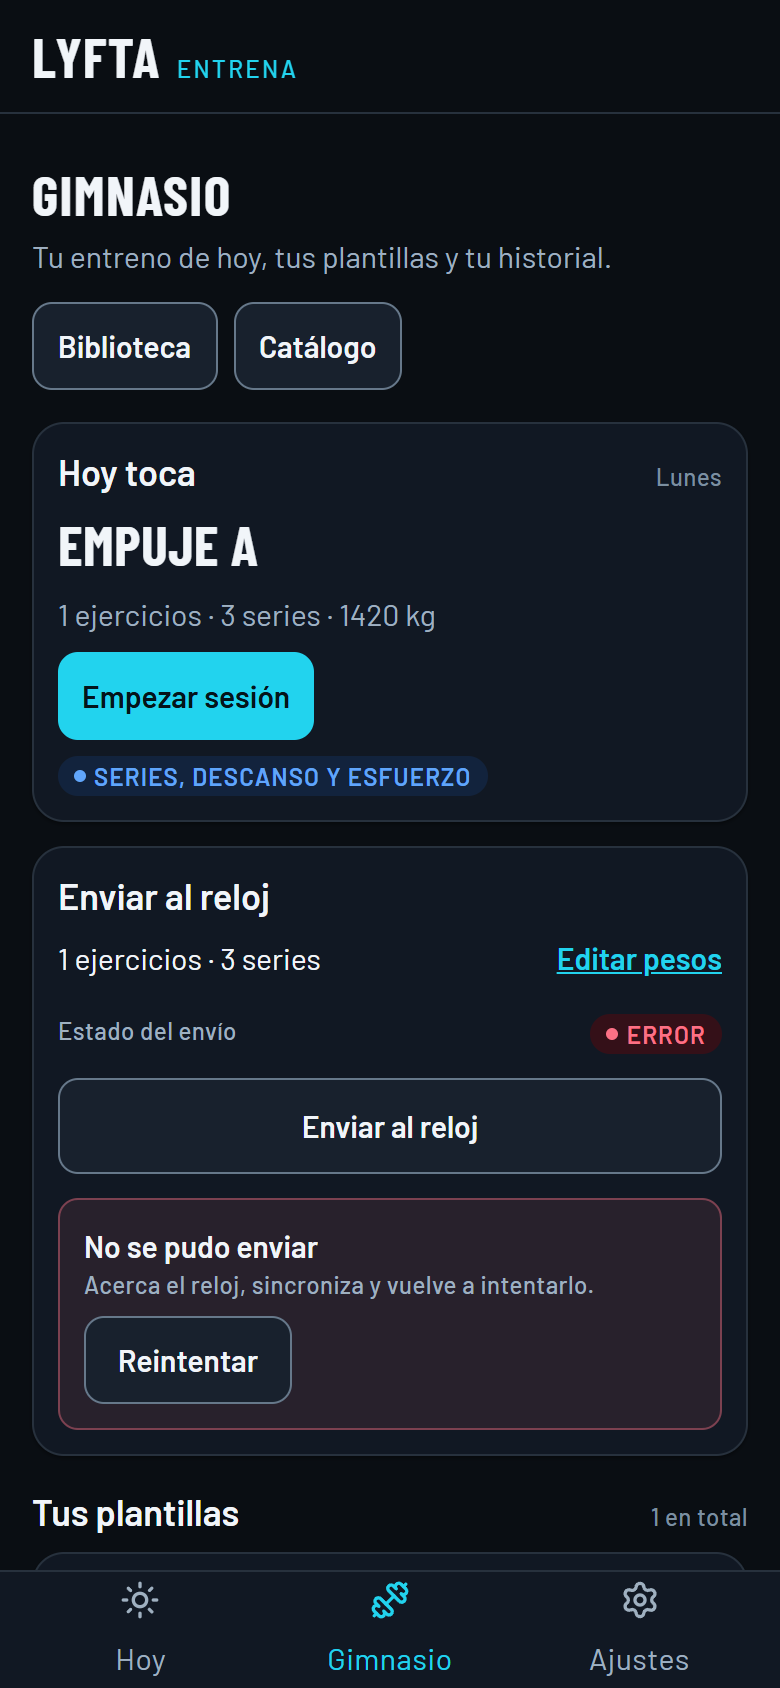 LYFTA ENTRENA
GIMNASIO
Tu entreno de hoy, tus plantillas y tu historial.
Biblioteca Catálogo
Hoy toca Lunes
EMPUJE A
1 ejercicios · 3 series · 1420 kg
Empezar sesión
SERIES, DESCANSO Y ESFUERZO
Enviar al reloj
1 ejercicios · 3 series Editar pesos
Estado del envío ERROR
Enviar al reloj
No se pudo enviar
Acerca el reloj, sincroniza y vuelve a intentarlo.
Reintentar
Tus plantillas 1 en total
Hoy Gimnasio Ajustes